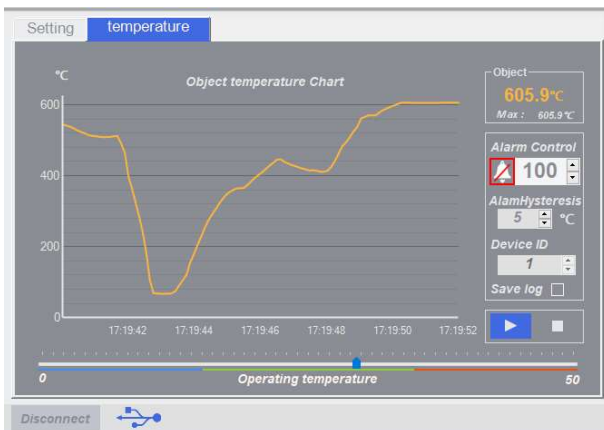 Setting temperature
°C
Object temperature Chart
600
400
200
0
17:19:42 17:19:44 17:19:46 17:19:48 17:19:50 17:19:52
Object
605.9°C
Max : 605.9°C
Alarm Control
100
AlamHysteresis
5 °C
Device ID
1
Save log
0 Operating temperature 50
Disconnect